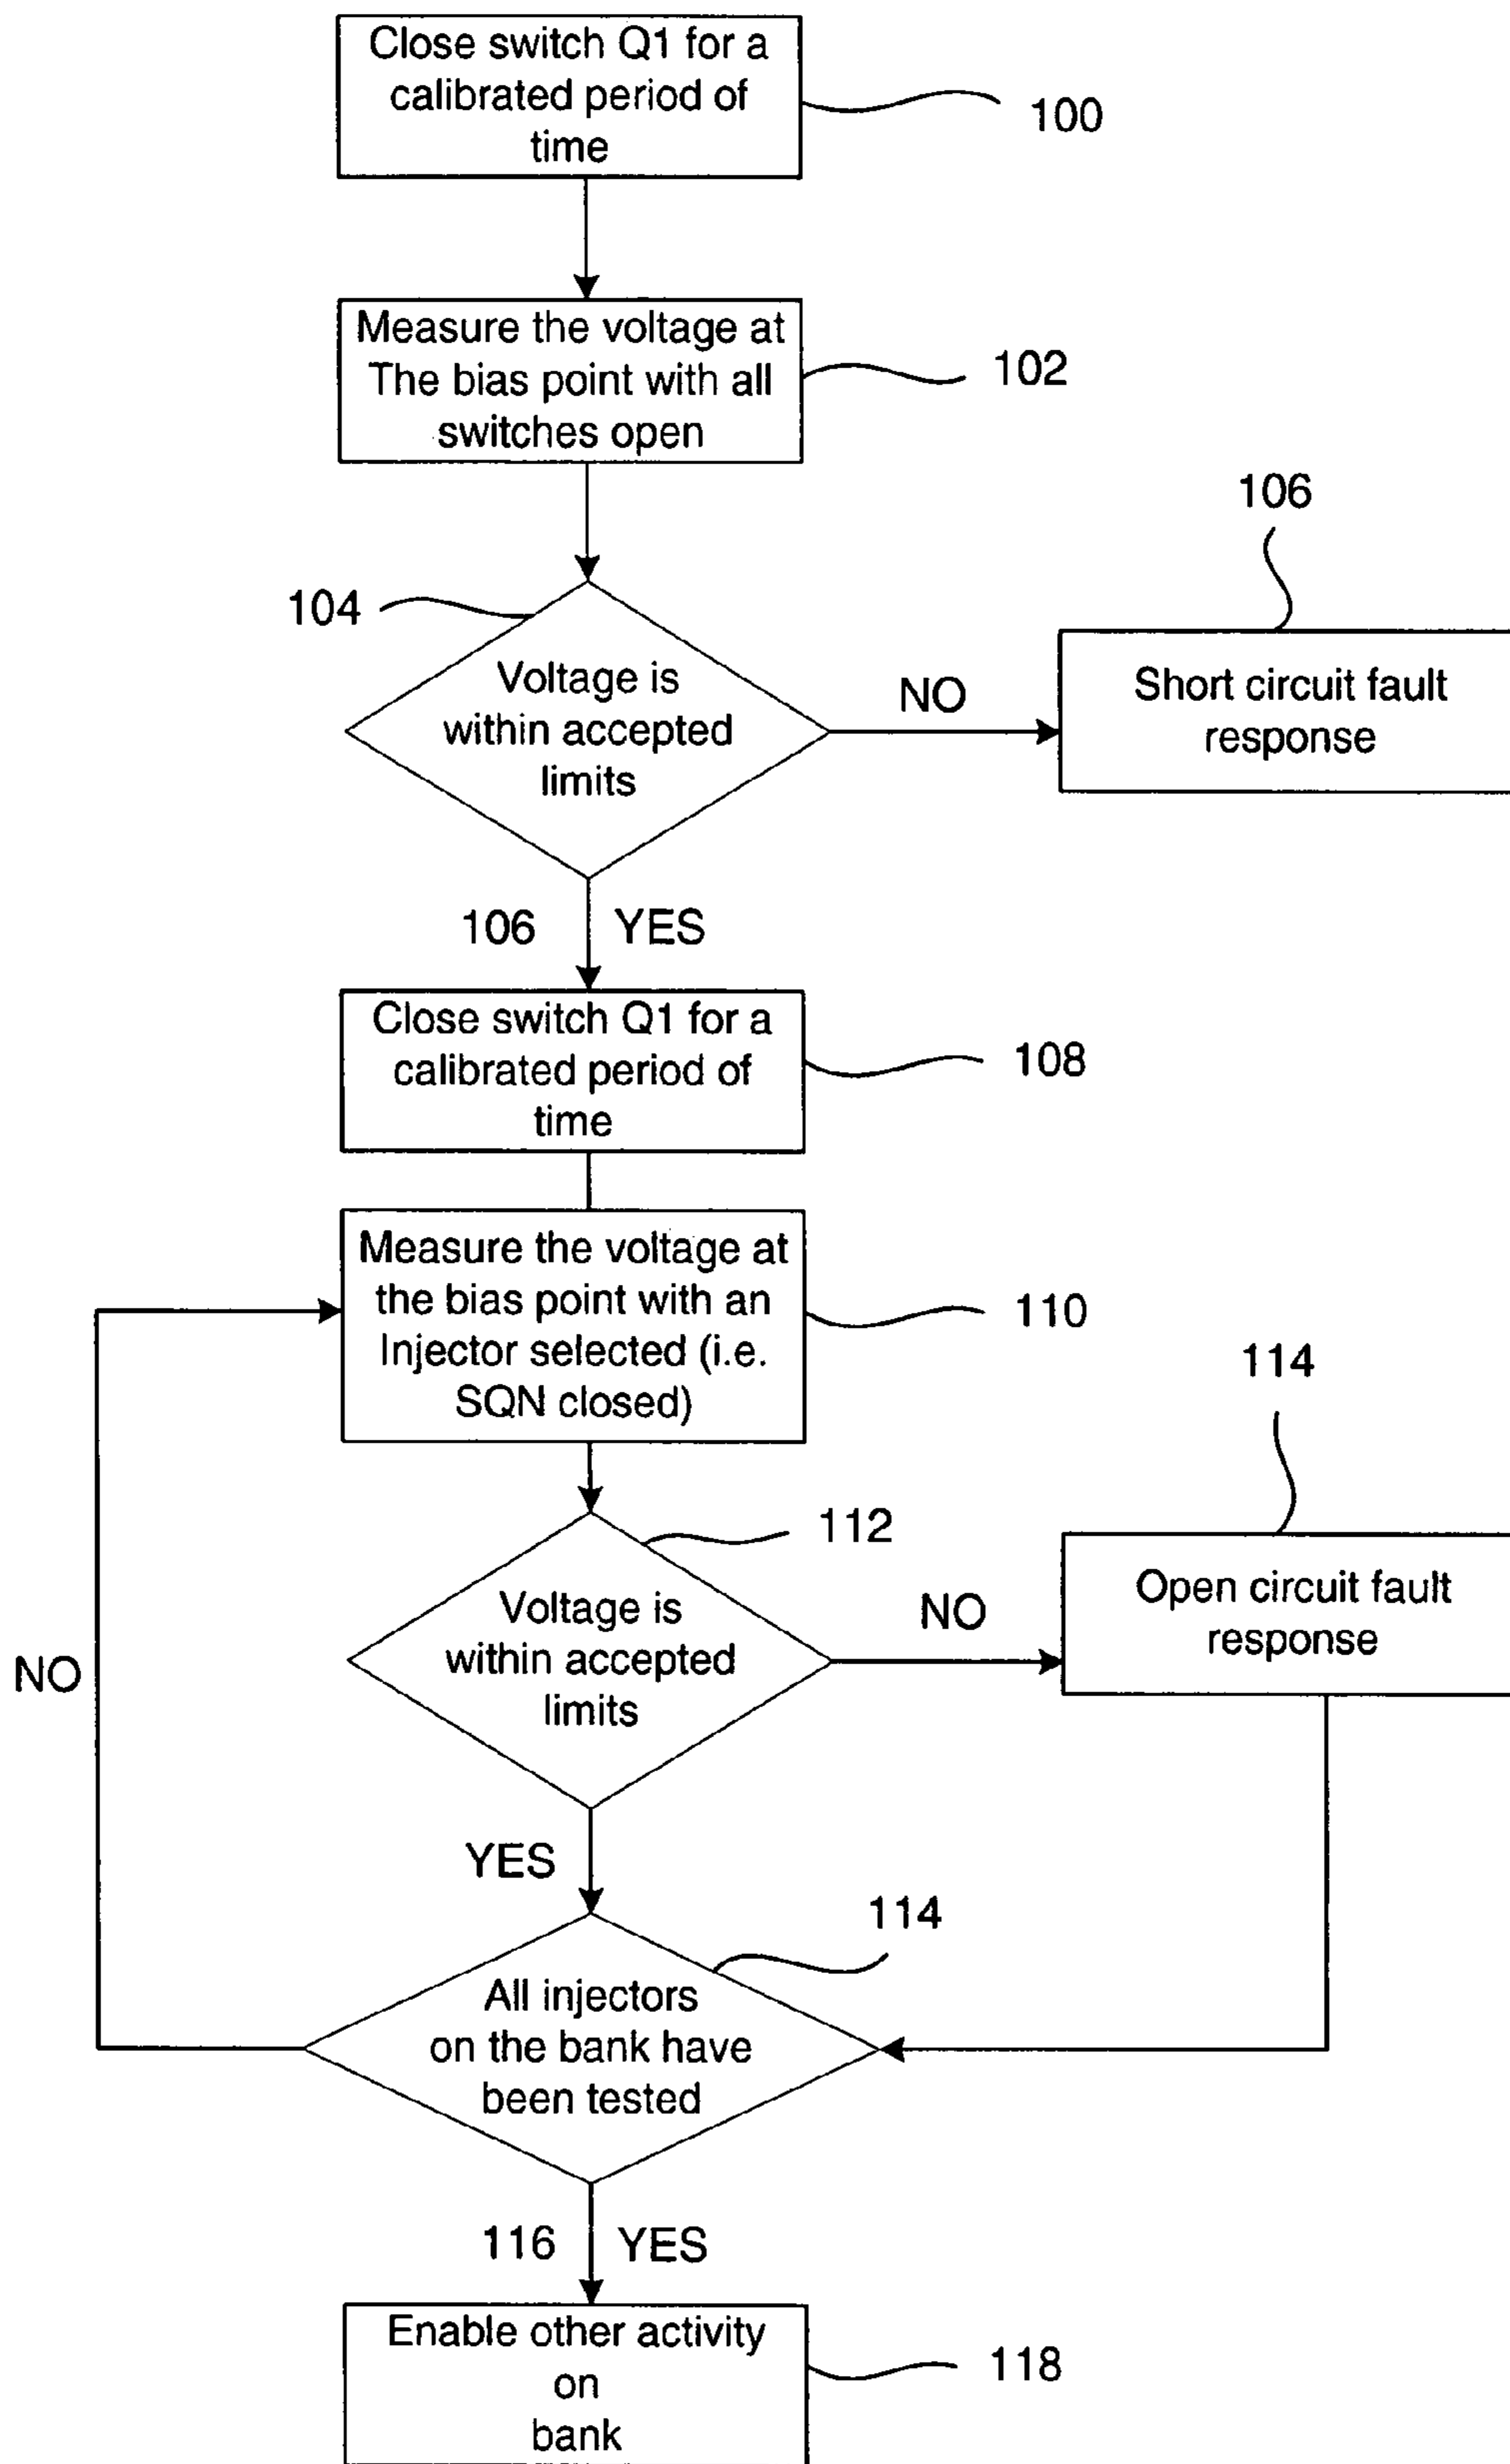 Close switch Q1 for a
calibrated period of
time
100
Measure the voltage at
The bias point with all
switches open
102
106
104
Voltage is
within accepted
limits
NO
Short circuit fault
response
106
YES
Close switch Q1 for a
calibrated period of
time
108
Measure the voltage at
the bias point with an
Injector selected (i.e.
SQN closed)
110
114
112
Voltage is
within accepted
limits
NO
Open circuit fault
response
NO
YES
114
All injectors
on the bank have
been tested
116
YES
Enable other activity
on
bank
118